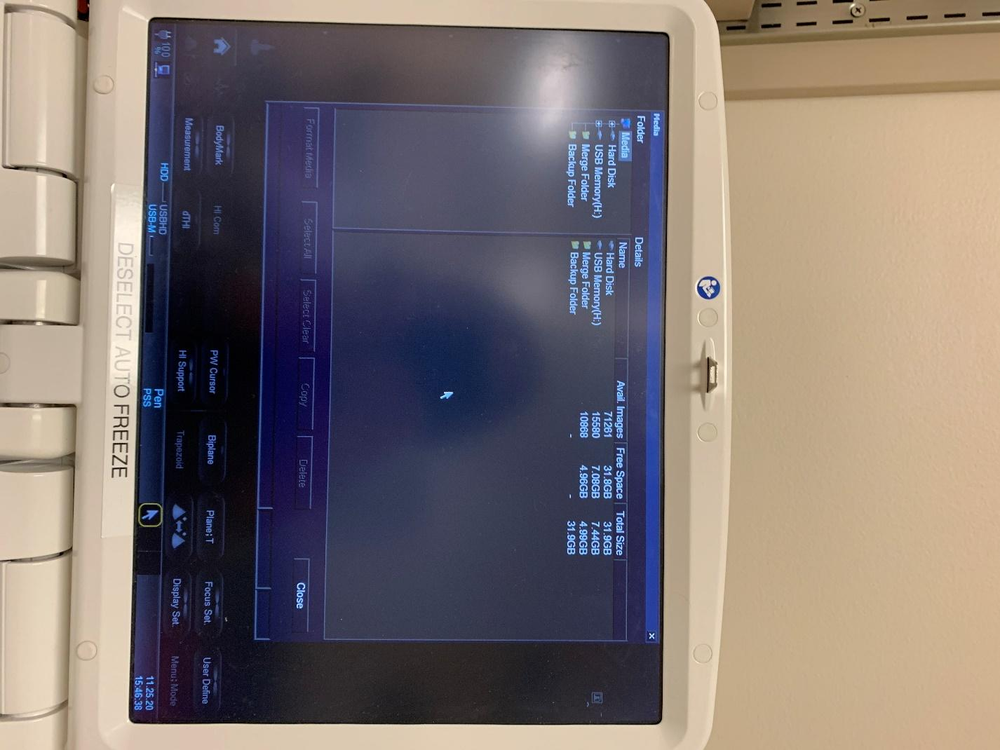 Media
Folder
Media
Hard Disk
USB Memory(H:)
Merge Folder
Backup Folder
Details
Name Avail. Images Free Space Total Size
Hard Disk 71261 31.8GB 31.9GB
USB Memory(H:) 15580 7.08GB 7.44GB
Merge Folder 10868 4.96GB 4.99GB
Backup Folder - - 31.9GB
Format Media Select All Select Clear Copy Delete Close
BodyMark HI Com PW Cursor Biplane Plane;T Focus Set. User Define
Measurement dTHI HI Support Trapezoid Display Set. Menu;Mode
100 %
HDD USBHD
USB-M
Pen
PSS
11.25.20
15:46:38
DESELECT AUTO FREEZE